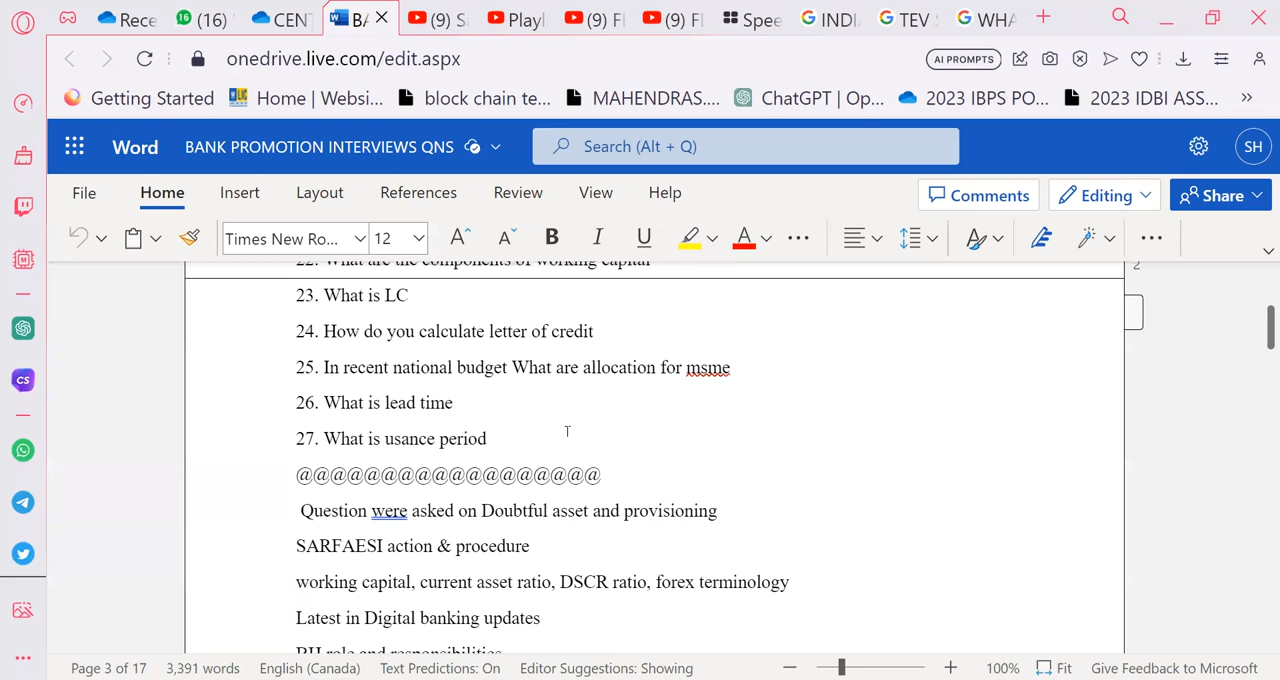 Rece
(16)
CENT
BA
(9) S
Playl
(9) FE
(9) FI
Spee
INDI
TEV S
WHA
onedrive.live.com/edit.aspx
AI PROMPTS
Getting Started
Home | Websi...
block chain te...
MAHENDRAS....
ChatGPT | Op...
2023 IBPS PO...
2023 IDBI ASS...
Word
BANK PROMOTION INTERVIEWS QNS
Search (Alt + Q)
SH
File
Home
Insert
Layout
References
Review
View
Help
Comments
Editing
Share
Times New Ro...
12
22. What are the components of working capital
2
23. What is LC
24. How do you calculate letter of credit
25. In recent national budget What are allocation for msme
26. What is lead time
27. What is usance period
@@@@@@@@@@@@@@@@@@
Question were asked on Doubtful asset and provisioning
SARFAESI action & procedure
working capital, current asset ratio, DSCR ratio, forex terminology
Latest in Digital banking updates
BH role and responsibilities
Page 3 of 17
3,391 words
English (Canada)
Text Predictions: On
Editor Suggestions: Showing
100%
Fit
Give Feedback to Microsoft